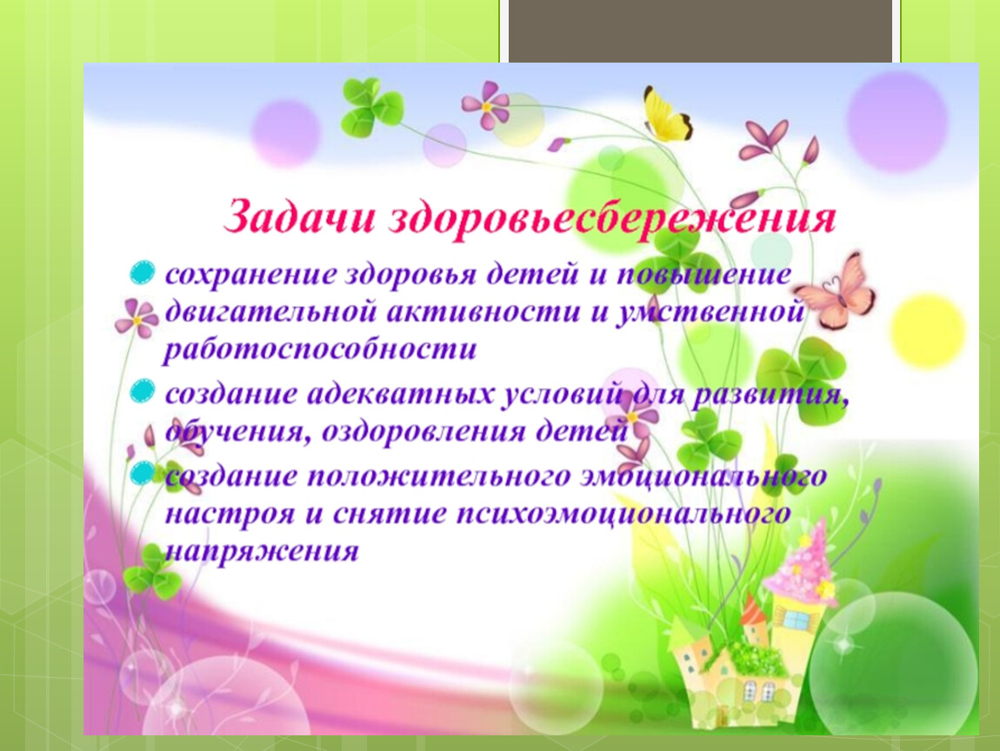 Задачи здоровьесбережения
сохранение здоровья детей и повышение
двигательной активности и умственной
работоспособности
создание адекватных условий для развития,
обучения, оздоровления детей
создание положительного эмоционального
настроя и снятие психоэмоционального
напряжения